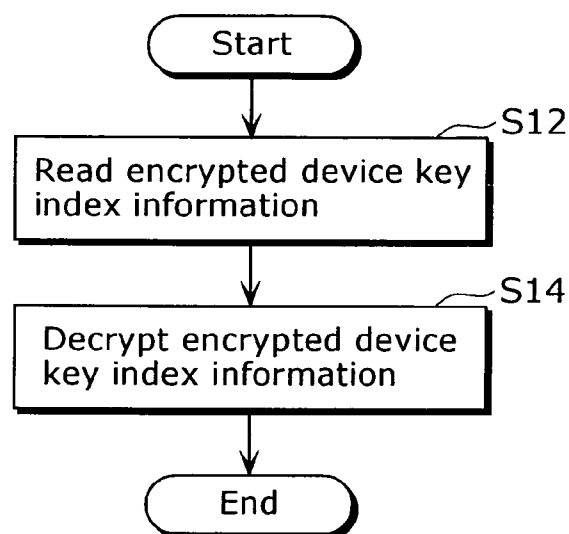 Start
S12
Read encrypted device key
index information
S14
Decrypt encrypted device
key index information
End